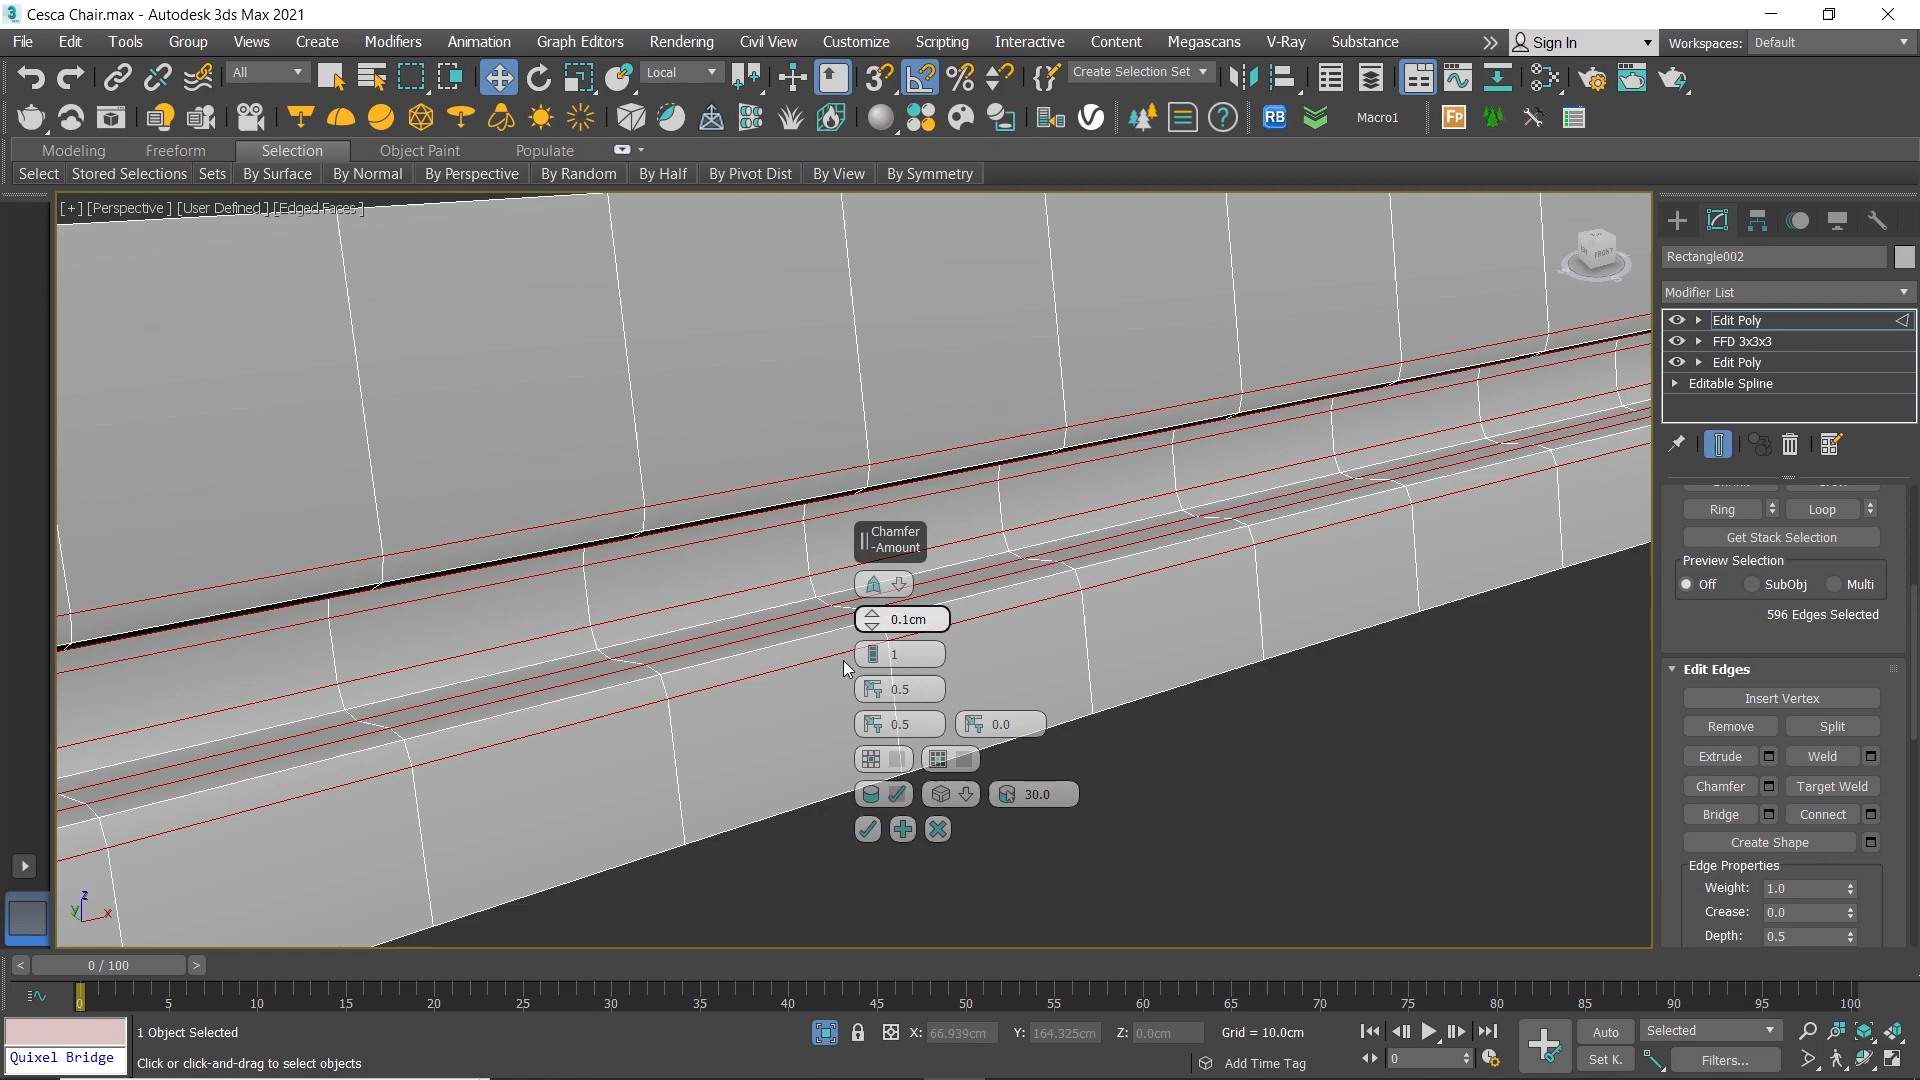 Cesca Chair.max - Autodesk 3ds Max 2021
File Edit Tools Group Views Create Modifiers Animation Graph Editors Rendering Civil View Customize Scripting Interactive Content Megascans V-Ray Substance Sign In Workspaces: Default
All Local Create Selection Set
RB Macro1 FP
Modeling Freeform Selection Object Paint Populate
Select Stored Selections Sets By Surface By Normal By Perspective By Random By Half By Pivot Dist By View By Symmetry
[+] [Perspective ] [User Defined ] [Edged Faces ]
FRONT
Rectangle002
Modifier List
Edit Poly
FFD 3x3x3
Edit Poly
Editable Spline
Ring Loop
Get Stack Selection
Preview Selection
Off SubObj Multi
596 Edges Selected
Edit Edges
Insert Vertex
Remove Split
Extrude Weld
Chamfer Target Weld
Bridge Connect
Create Shape
Edge Properties
Weight: 1.0
Crease: 0.0
Depth: 0.5
Chamfer
-Amount
0.1cm
1
0.5
0.5 0.0
30.0
z
y x
< 0 / 100 >
0 5 10 15 20 25 30 35 40 45 50 55 60 65 70 75 80 85 90 95 100
Quixel Bridge
1 Object Selected
Click or click-and-drag to select objects
X: 66.939cm Y: 164.325cm Z: 0.0cm Grid = 10.0cm
Add Time Tag
0
Auto Selected
Set K. Filters...